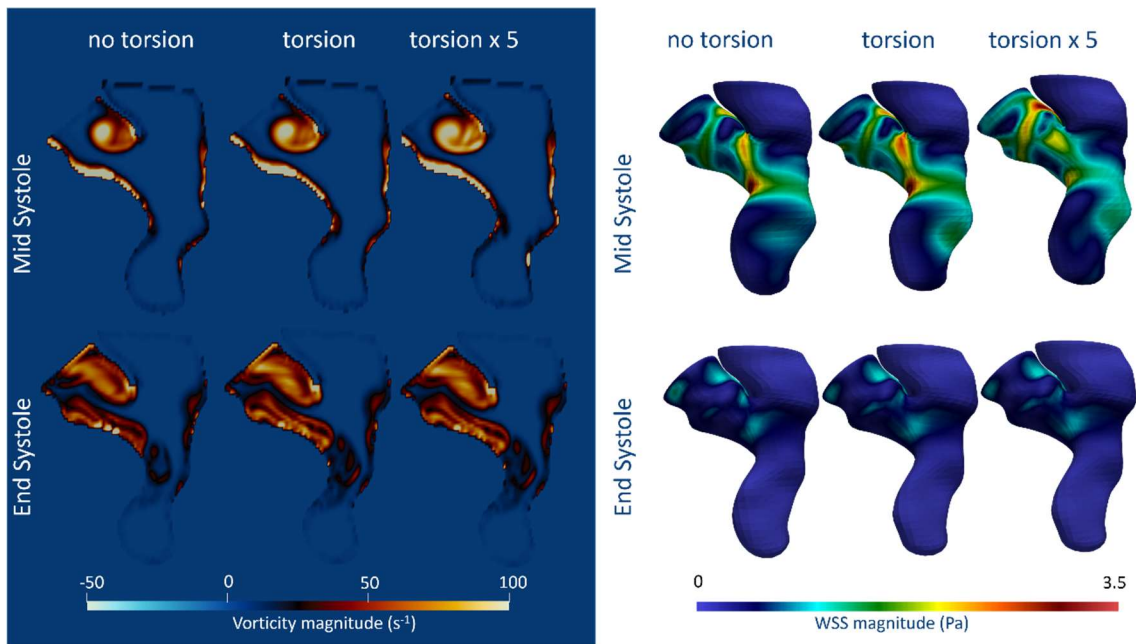 no torsion torsion torsion x 5
Mid Systole
End Systole
-50 0 50 100
Vorticity magnitude (s⁻¹)
no torsion torsion torsion x 5
Mid Systole
End Systole
0 3.5
WSS magnitude (Pa)